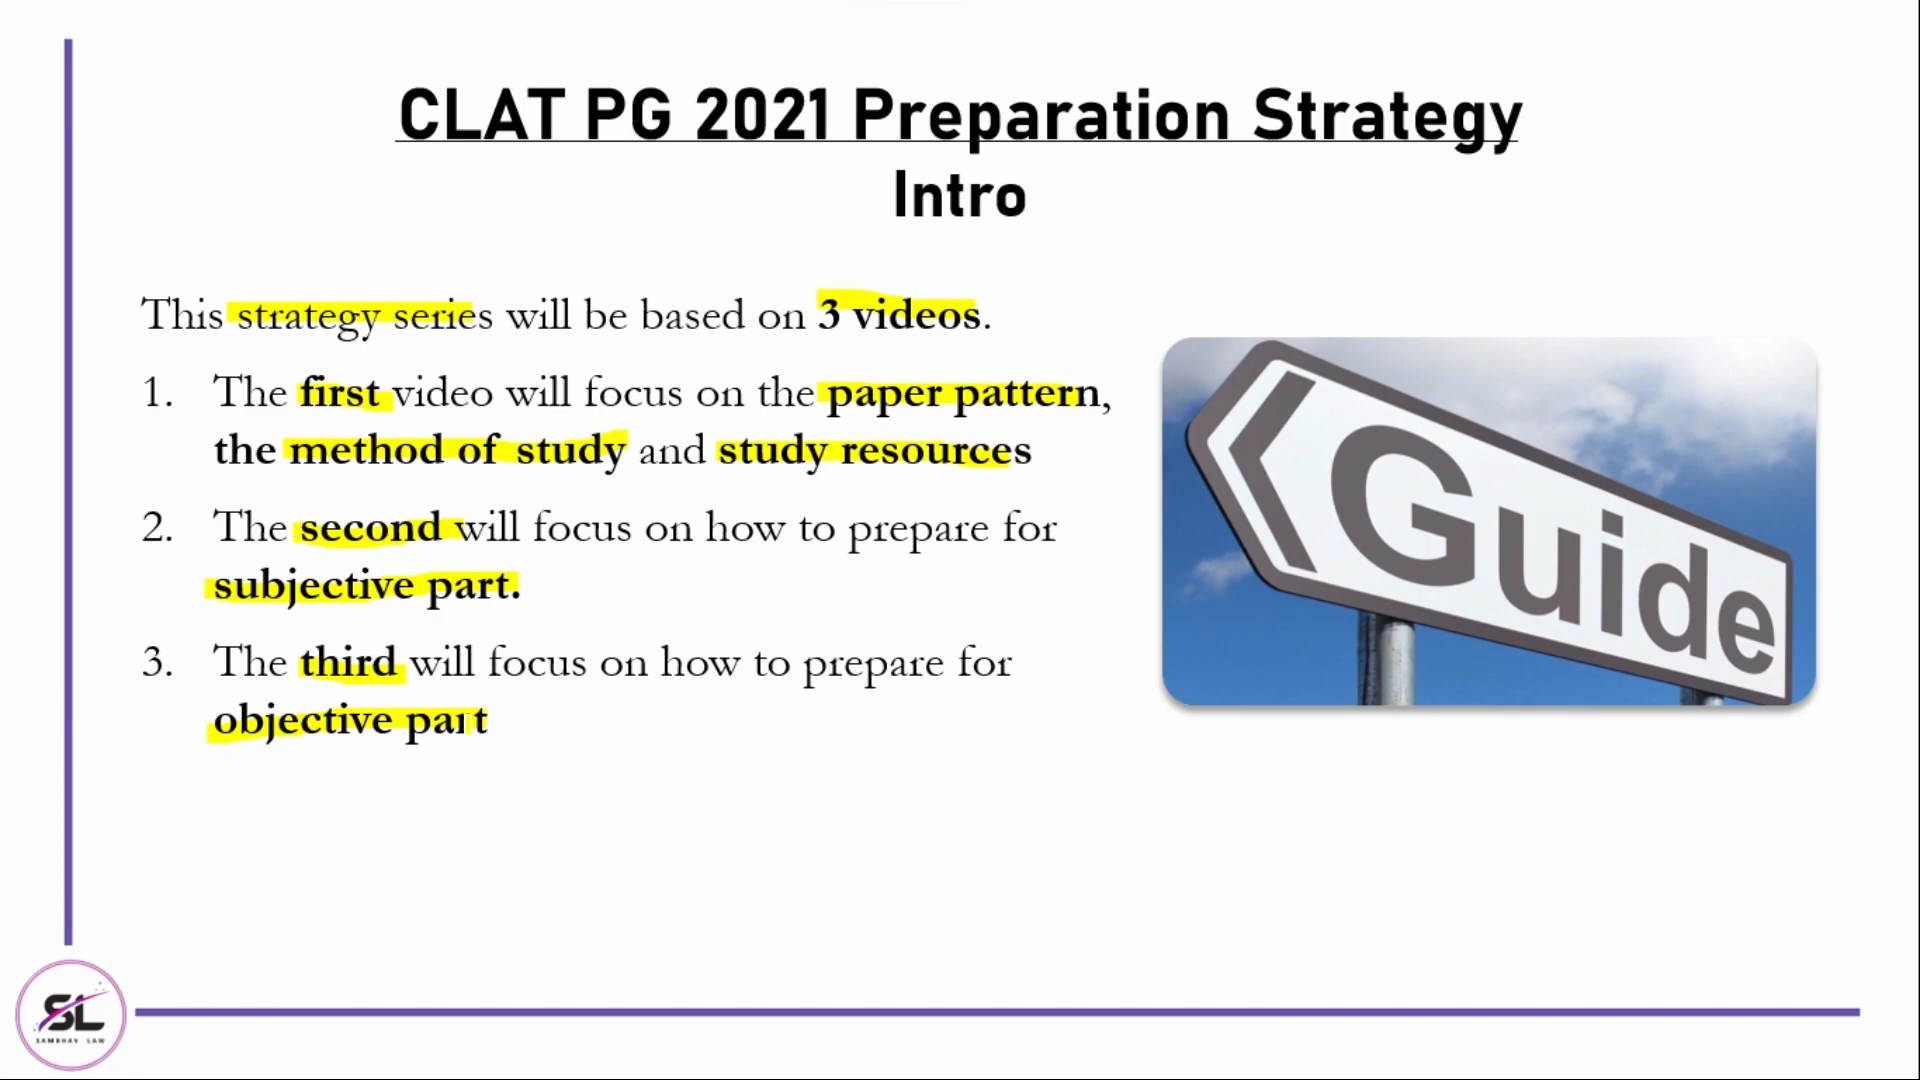 CLAT PG 2021 Preparation Strategy
Intro
This strategy series will be based on 3 videos.
1. The first video will focus on the paper pattern,
the method of study and study resources
2. The second will focus on how to prepare for
subjective part.
3. The third will focus on how to prepare for
objective part
Guide
SL
SAMBHAV LAW